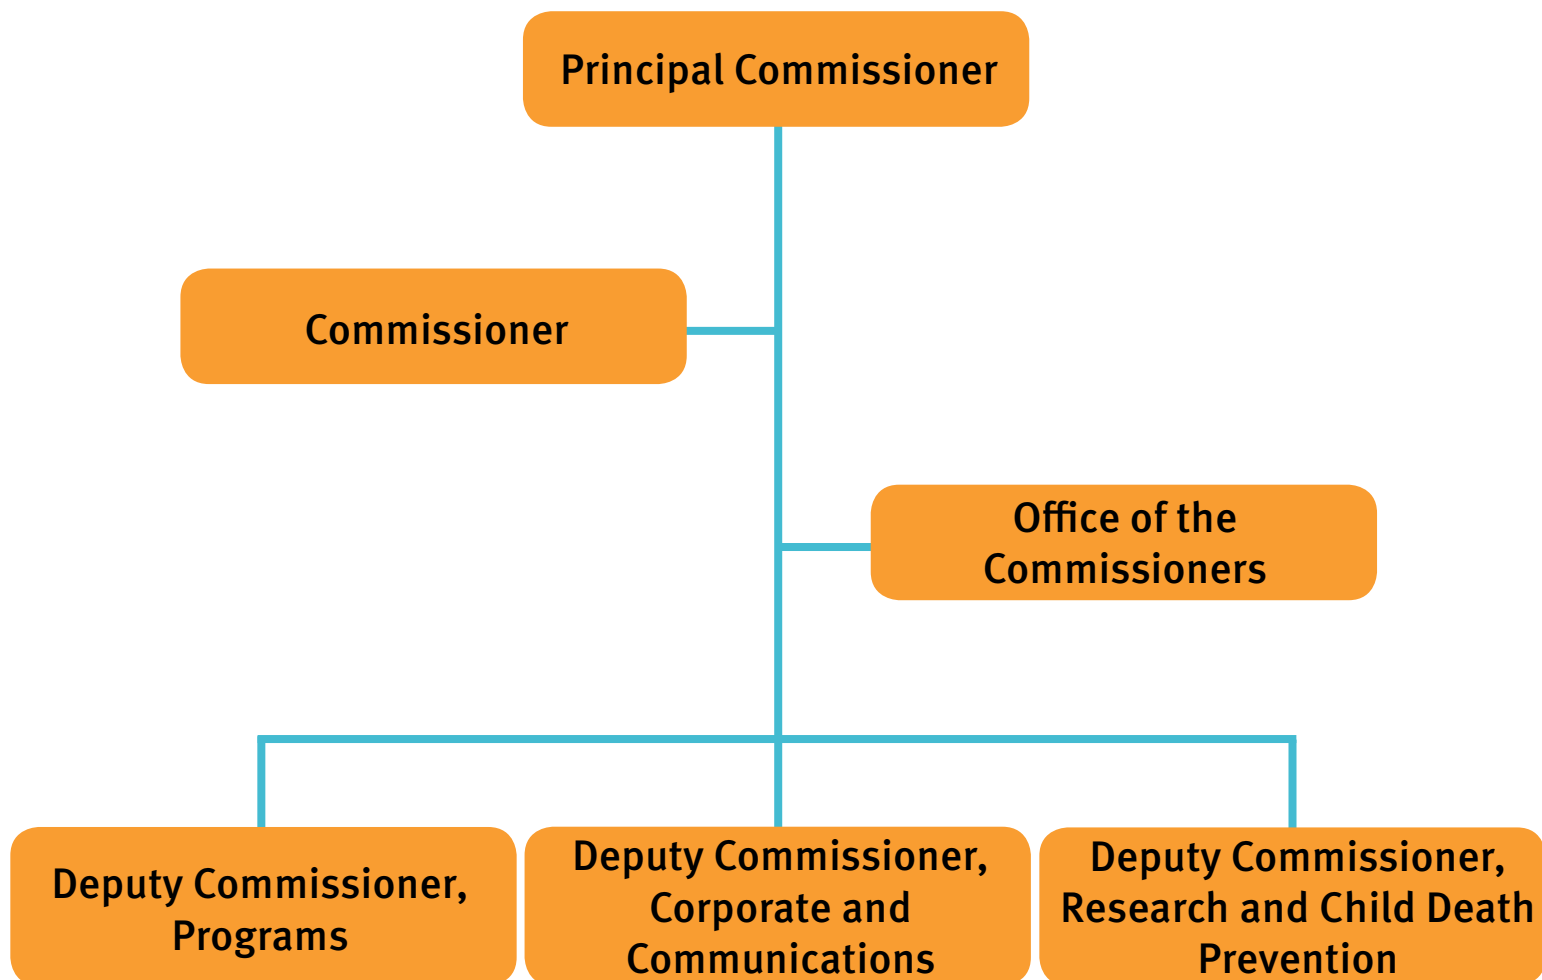 Principal Commissioner
Commissioner
Office of the
Commissioners
Deputy Commissioner,
Programs
Deputy Commissioner,
Corporate and
Communications
Deputy Commissioner,
Research and Child Death
Prevention